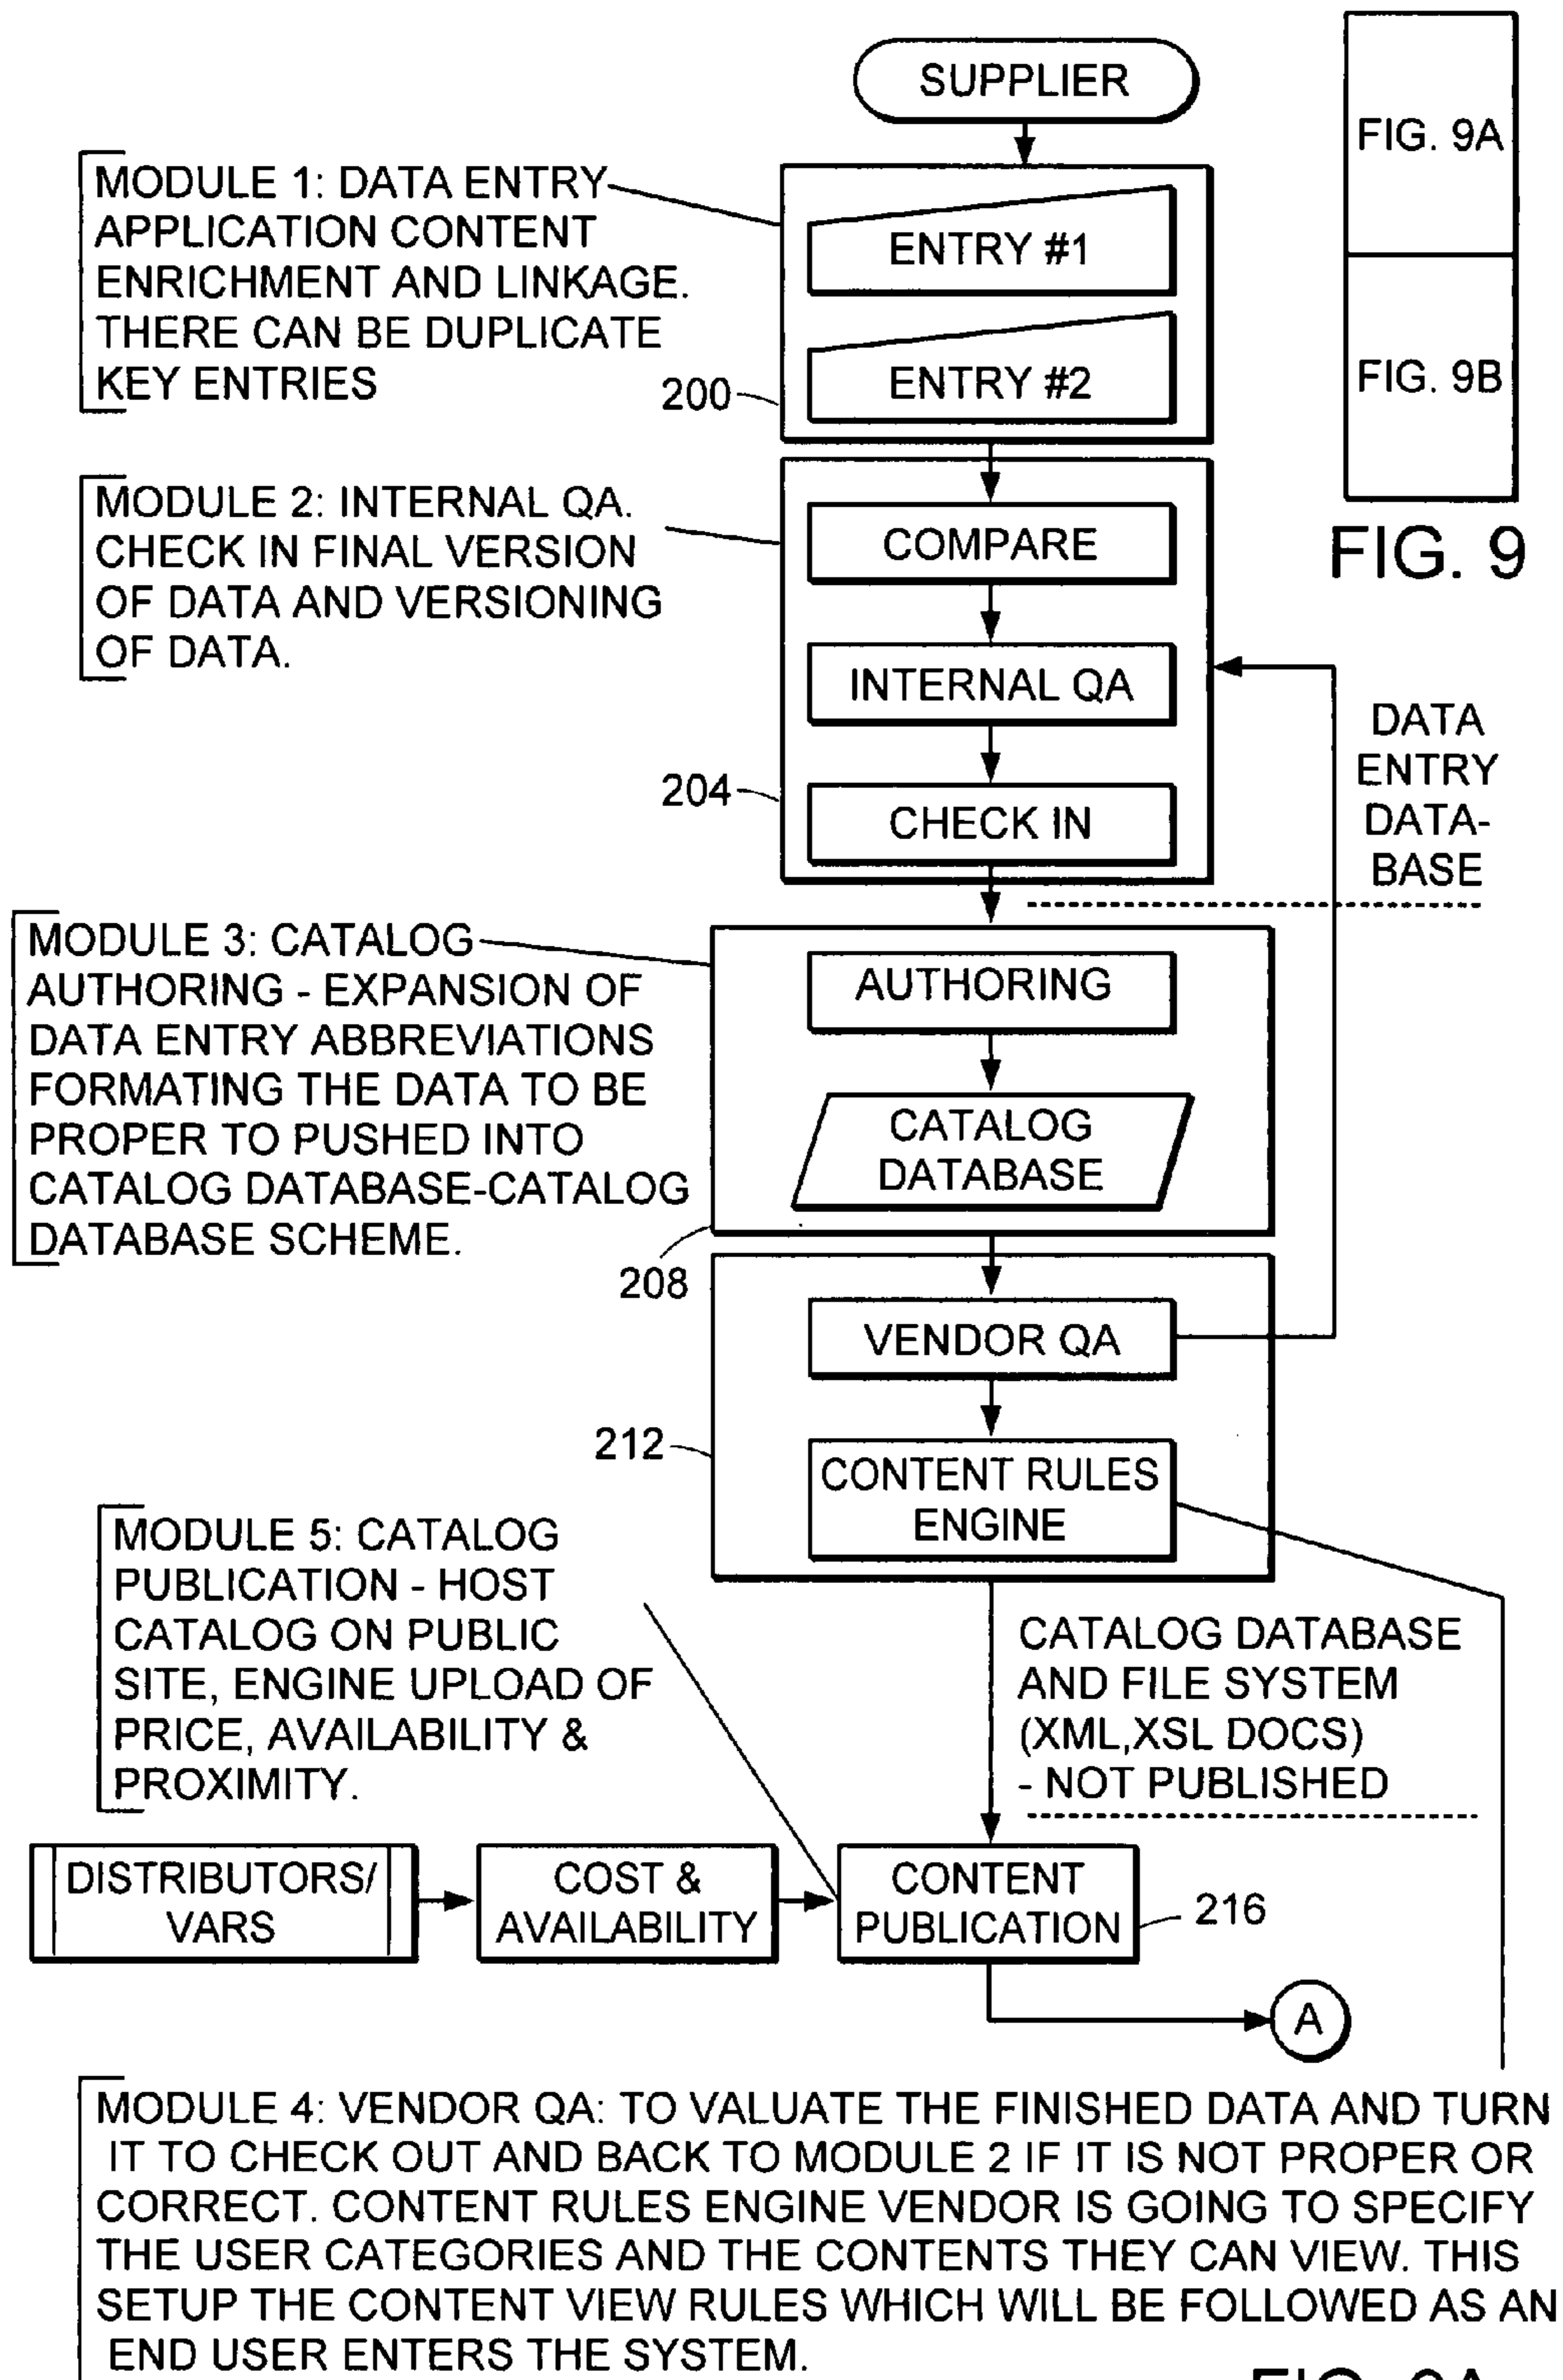 SUPPLIER
FIG. 9A
FIG. 9B
FIG. 9
MODULE 1: DATA ENTRY
APPLICATION CONTENT
ENRICHMENT AND LINKAGE.
THERE CAN BE DUPLICATE
KEY ENTRIES
ENTRY #1
ENTRY #2
200
MODULE 2: INTERNAL QA.
CHECK IN FINAL VERSION
OF DATA AND VERSIONING
OF DATA.
COMPARE
INTERNAL QA
CHECK IN
204
DATA
ENTRY
DATA-
BASE
MODULE 3: CATALOG
AUTHORING - EXPANSION OF
DATA ENTRY ABBREVIATIONS
FORMATING THE DATA TO BE
PROPER TO PUSHED INTO
CATALOG DATABASE-CATALOG
DATABASE SCHEME.
AUTHORING
CATALOG
DATABASE
208
VENDOR QA
212
CONTENT RULES
ENGINE
MODULE 5: CATALOG
PUBLICATION - HOST
CATALOG ON PUBLIC
SITE, ENGINE UPLOAD OF
PRICE, AVAILABILITY &
PROXIMITY.
CATALOG DATABASE
AND FILE SYSTEM
(XML,XSL DOCS)
- NOT PUBLISHED
DISTRIBUTORS/
VARS
COST &
AVAILABILITY
CONTENT
PUBLICATION
216
A
MODULE 4: VENDOR QA: TO VALUATE THE FINISHED DATA AND TURN
IT TO CHECK OUT AND BACK TO MODULE 2 IF IT IS NOT PROPER OR
CORRECT. CONTENT RULES ENGINE VENDOR IS GOING TO SPECIFY
THE USER CATEGORIES AND THE CONTENTS THEY CAN VIEW. THIS
SETUP THE CONTENT VIEW RULES WHICH WILL BE FOLLOWED AS AN
END USER ENTERS THE SYSTEM.